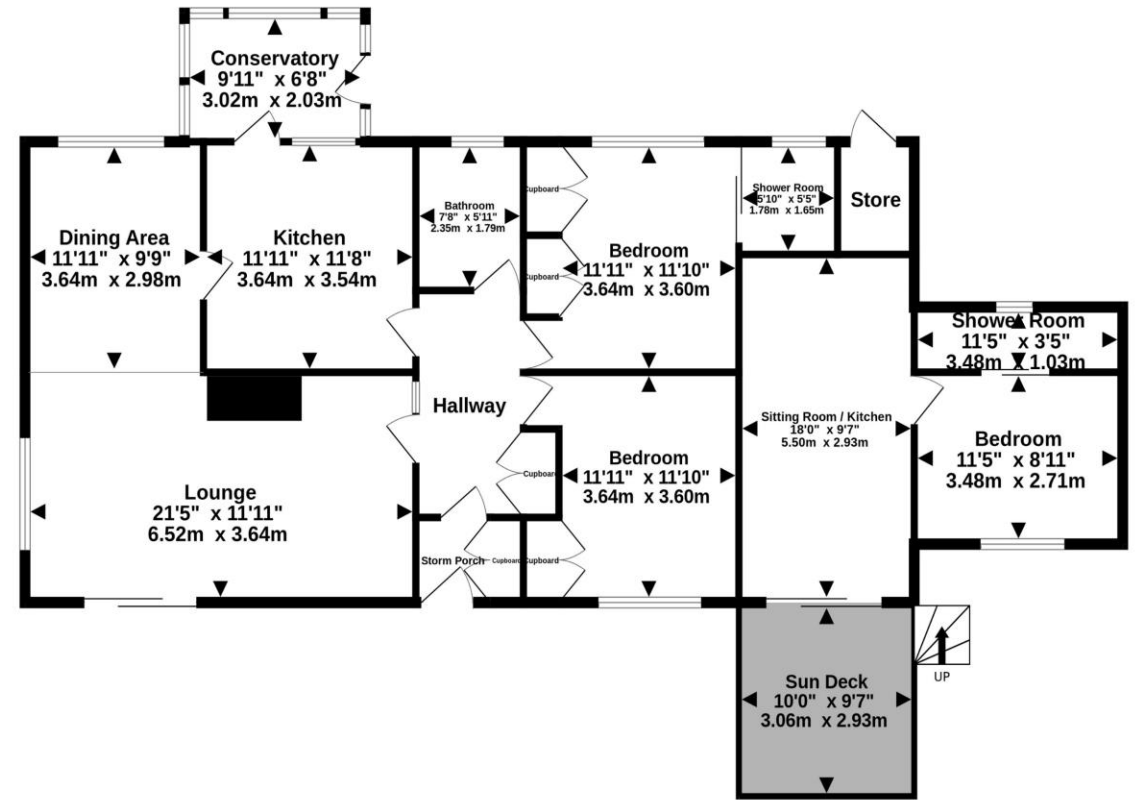 Conservatory
9'11" x 6'8"
3.02m x 2.03m
Dining Area
11'11" x 9'9"
3.64m x 2.98m
Kitchen
11'11" x 11'8"
3.64m x 3.54m
Bathroom
7'8" x 5'11"
2.35m x 1.79m
Cupboard
Cupboard
Bedroom
11'11" x 11'10"
3.64m x 3.60m
Shower Room
5'10" x 5'5"
1.78m x 1.65m
Store
Shower Room
11'5" x 3'5"
3.48m x 1.03m
Hallway
Sitting Room / Kitchen
18'0" x 9'7"
5.50m x 2.93m
Bedroom
11'5" x 8'11"
3.48m x 2.71m
Lounge
21'5" x 11'11"
6.52m x 3.64m
Cupboard
Bedroom
11'11" x 11'10"
3.64m x 3.60m
Storm Porch
Cupboard
Cupboard
Sun Deck
10'0" x 9'7"
3.06m x 2.93m
UP